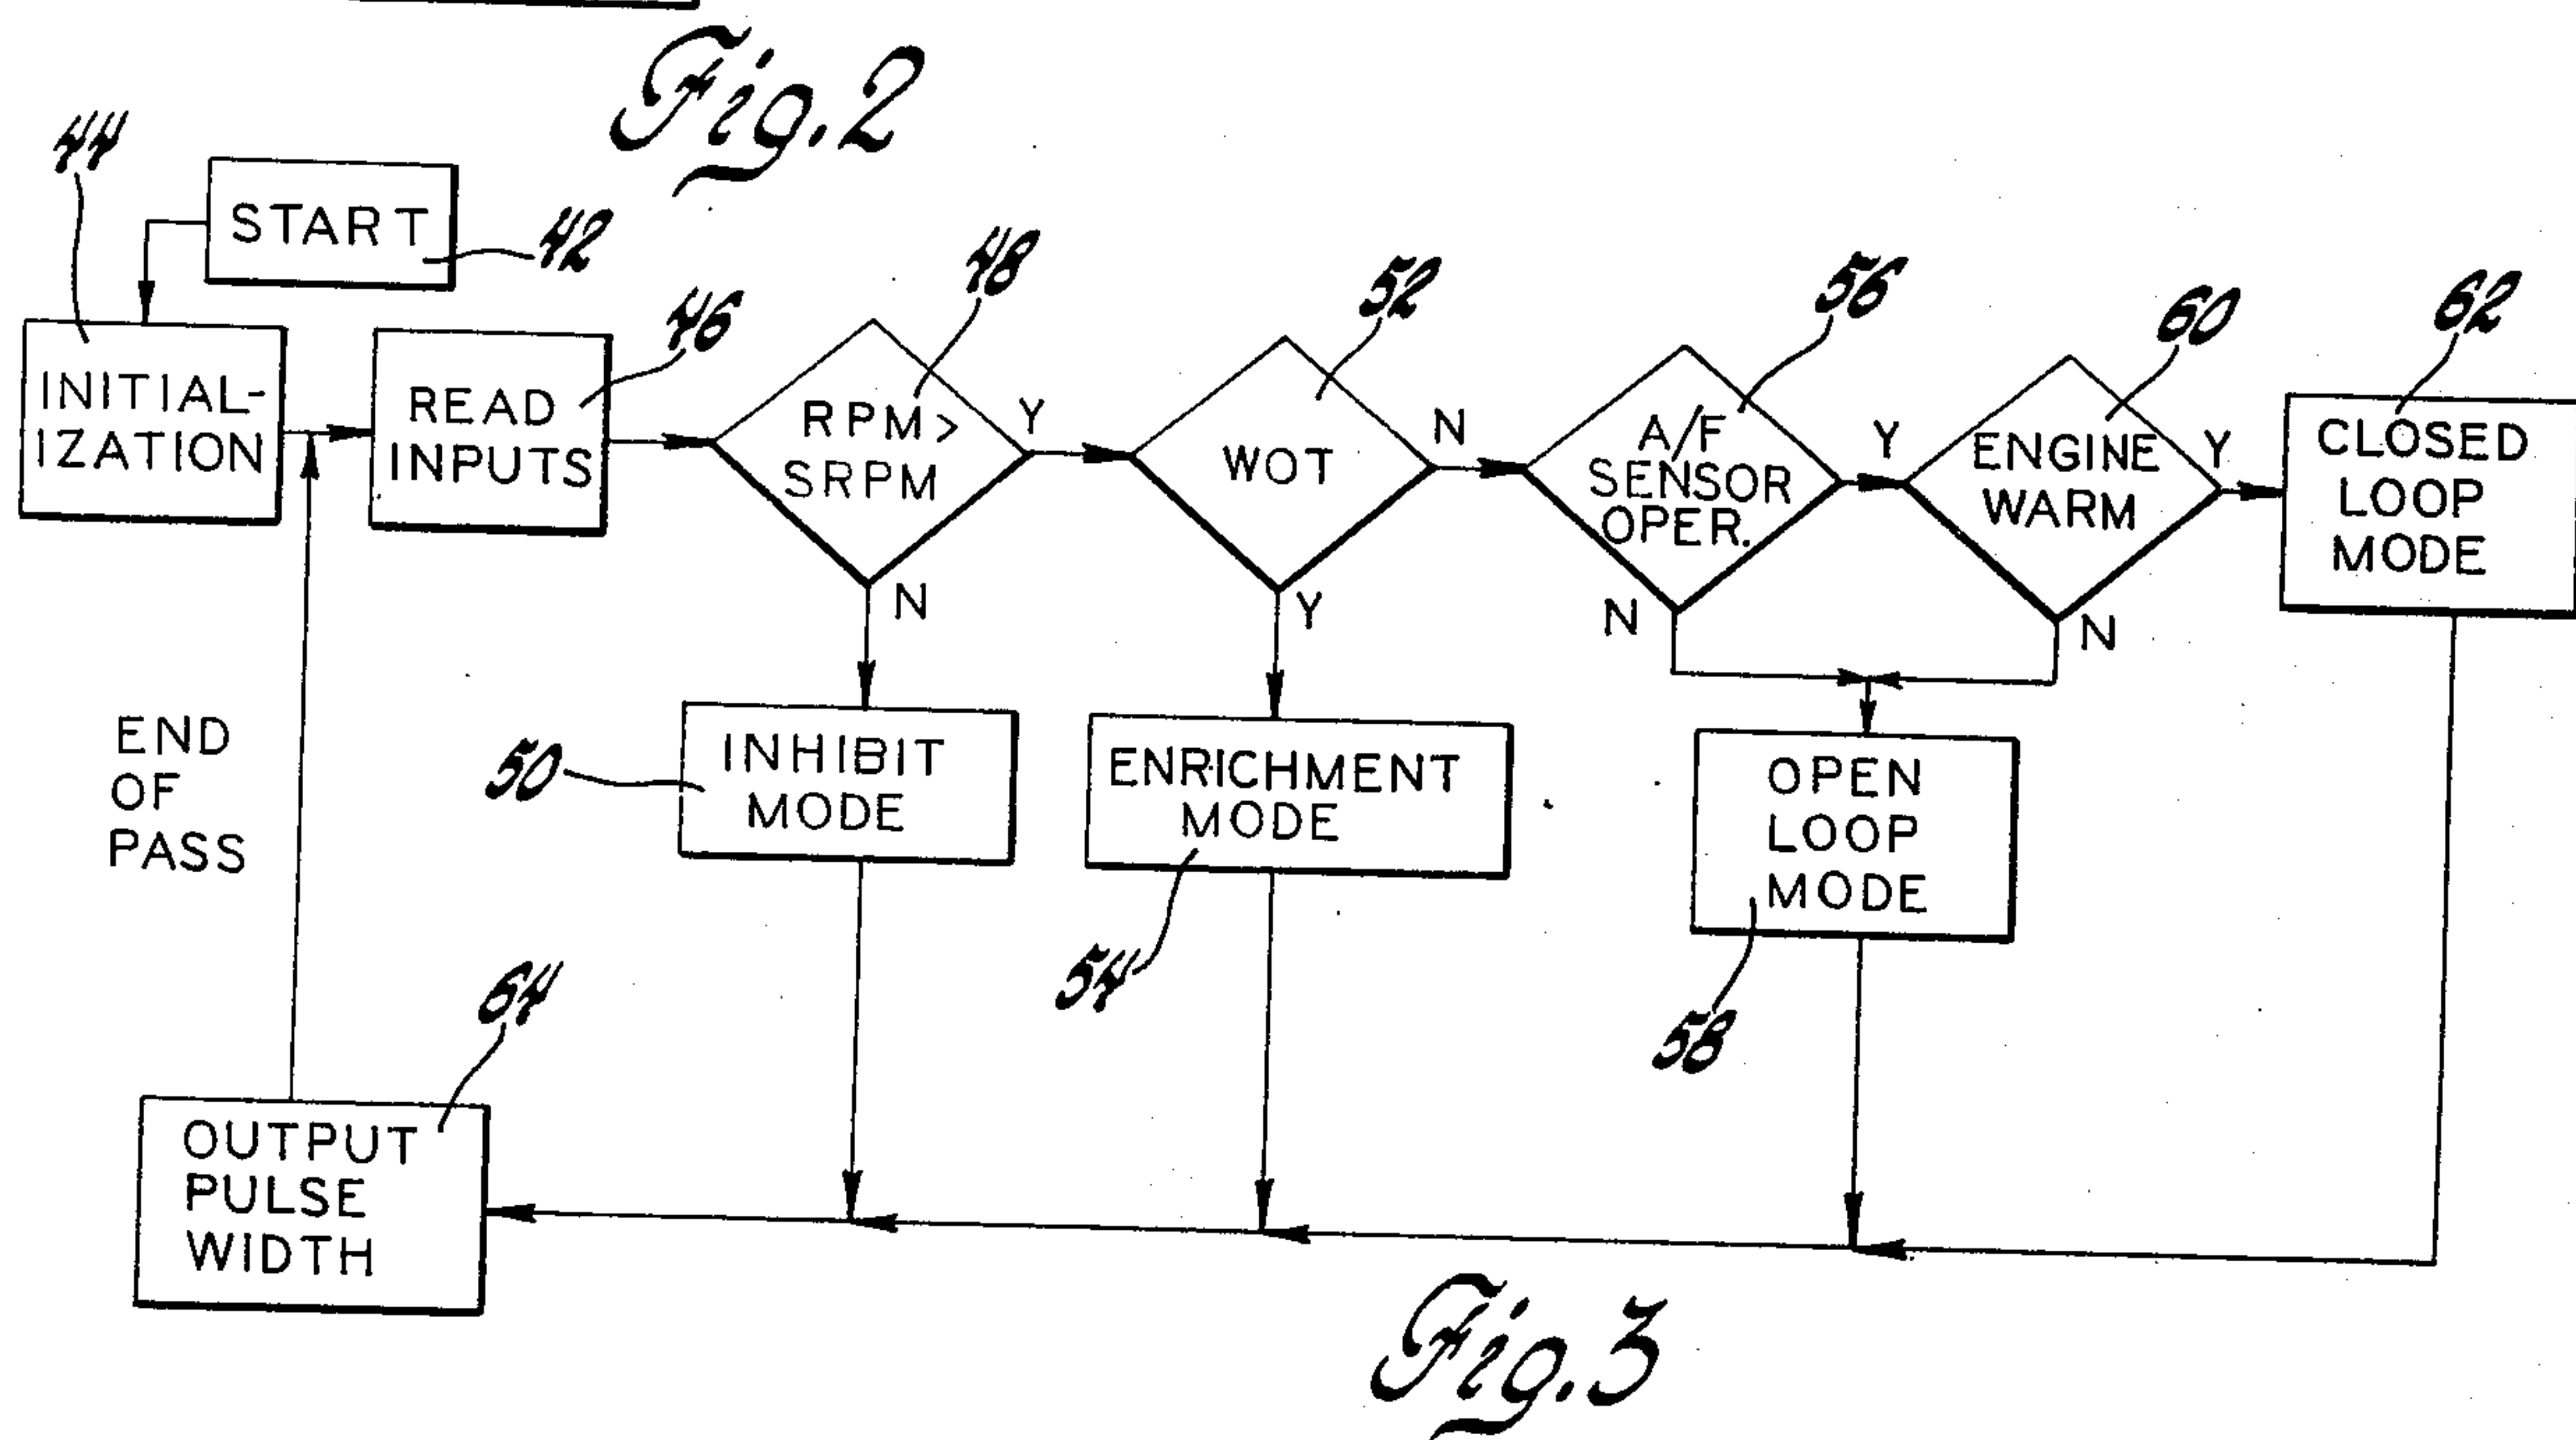 Fig. 2
44
START
42
INITIAL-
IZATION
READ
INPUTS
46
RPM>
SRPM
48
Y
N
WOT
52
N
Y
A/F
SENSOR
OPER.
56
Y
N
ENGINE
WARM
60
Y
N
CLOSED
LOOP
MODE
62
END
OF
PASS
50
INHIBIT
MODE
ENRICHMENT
MODE
54
OPEN
LOOP
MODE
58
64
OUTPUT
PULSE
WIDTH
Fig. 3